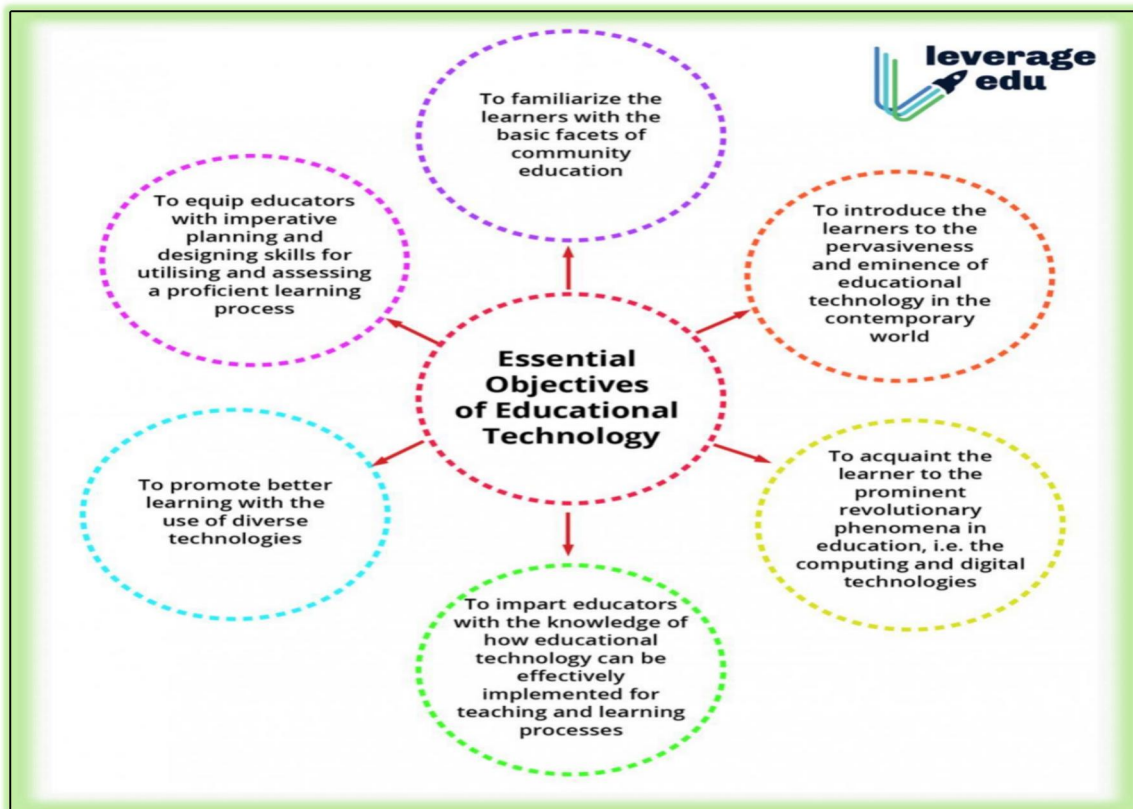 leverage
edu
To familiarize the
learners with the
basic facets of
community
education
To equip educators
with imperative
planning and
designing skills for
utilising and assessing
a proficient learning
process
To introduce the
learners to the
pervasiveness
and eminence of
educational
technology in the
contemporary
world
Essential
Objectives
of Educational
Technology
To promote better
learning with the
use of diverse
technologies
To acquaint the
learner to the
prominent
revolutionary
phenomena in
education, i.e. the
computing and digital
technologies
To impart educators
with the knowledge of
how educational
technology can be
effectively
implemented for
teaching and learning
processes